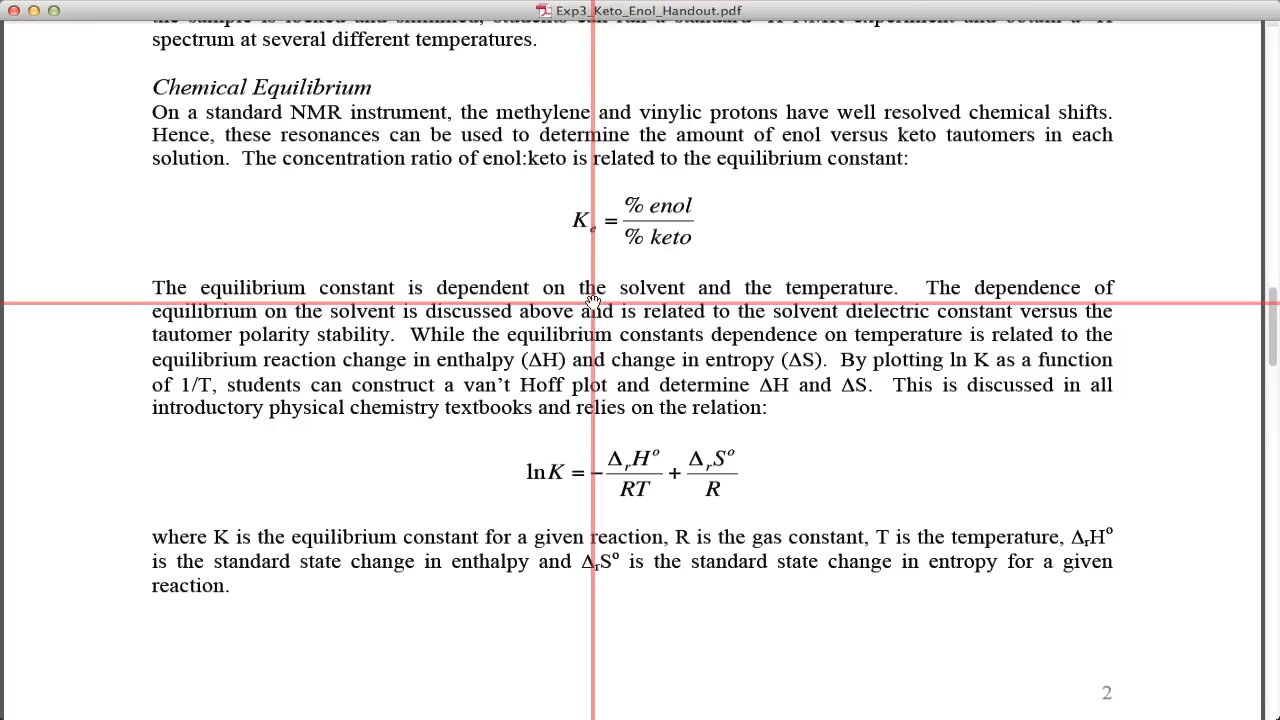 Exp3_Keto_Enol_Handout.pdf
spectrum at several different temperatures.
Chemical Equilibrium
On a standard NMR instrument, the methylene and vinylic protons have well resolved chemical shifts.
Hence, these resonances can be used to determine the amount of enol versus keto tautomers in each
solution. The concentration ratio of enol:keto is related to the equilibrium constant:
K_e = % enol / % keto
The equilibrium constant is dependent on the solvent and the temperature. The dependence of
equilibrium on the solvent is discussed above and is related to the solvent dielectric constant versus the
tautomer polarity stability. While the equilibrium constants dependence on temperature is related to the
equilibrium reaction change in enthalpy (ΔH) and change in entropy (ΔS). By plotting ln K as a function
of 1/T, students can construct a van’t Hoff plot and determine ΔH and ΔS. This is discussed in all
introductory physical chemistry textbooks and relies on the relation:
lnK = − Δ_rH° / RT + Δ_rS° / R
where K is the equilibrium constant for a given reaction, R is the gas constant, T is the temperature, Δ_rH°
is the standard state change in enthalpy and Δ_rS° is the standard state change in entropy for a given
reaction.
2